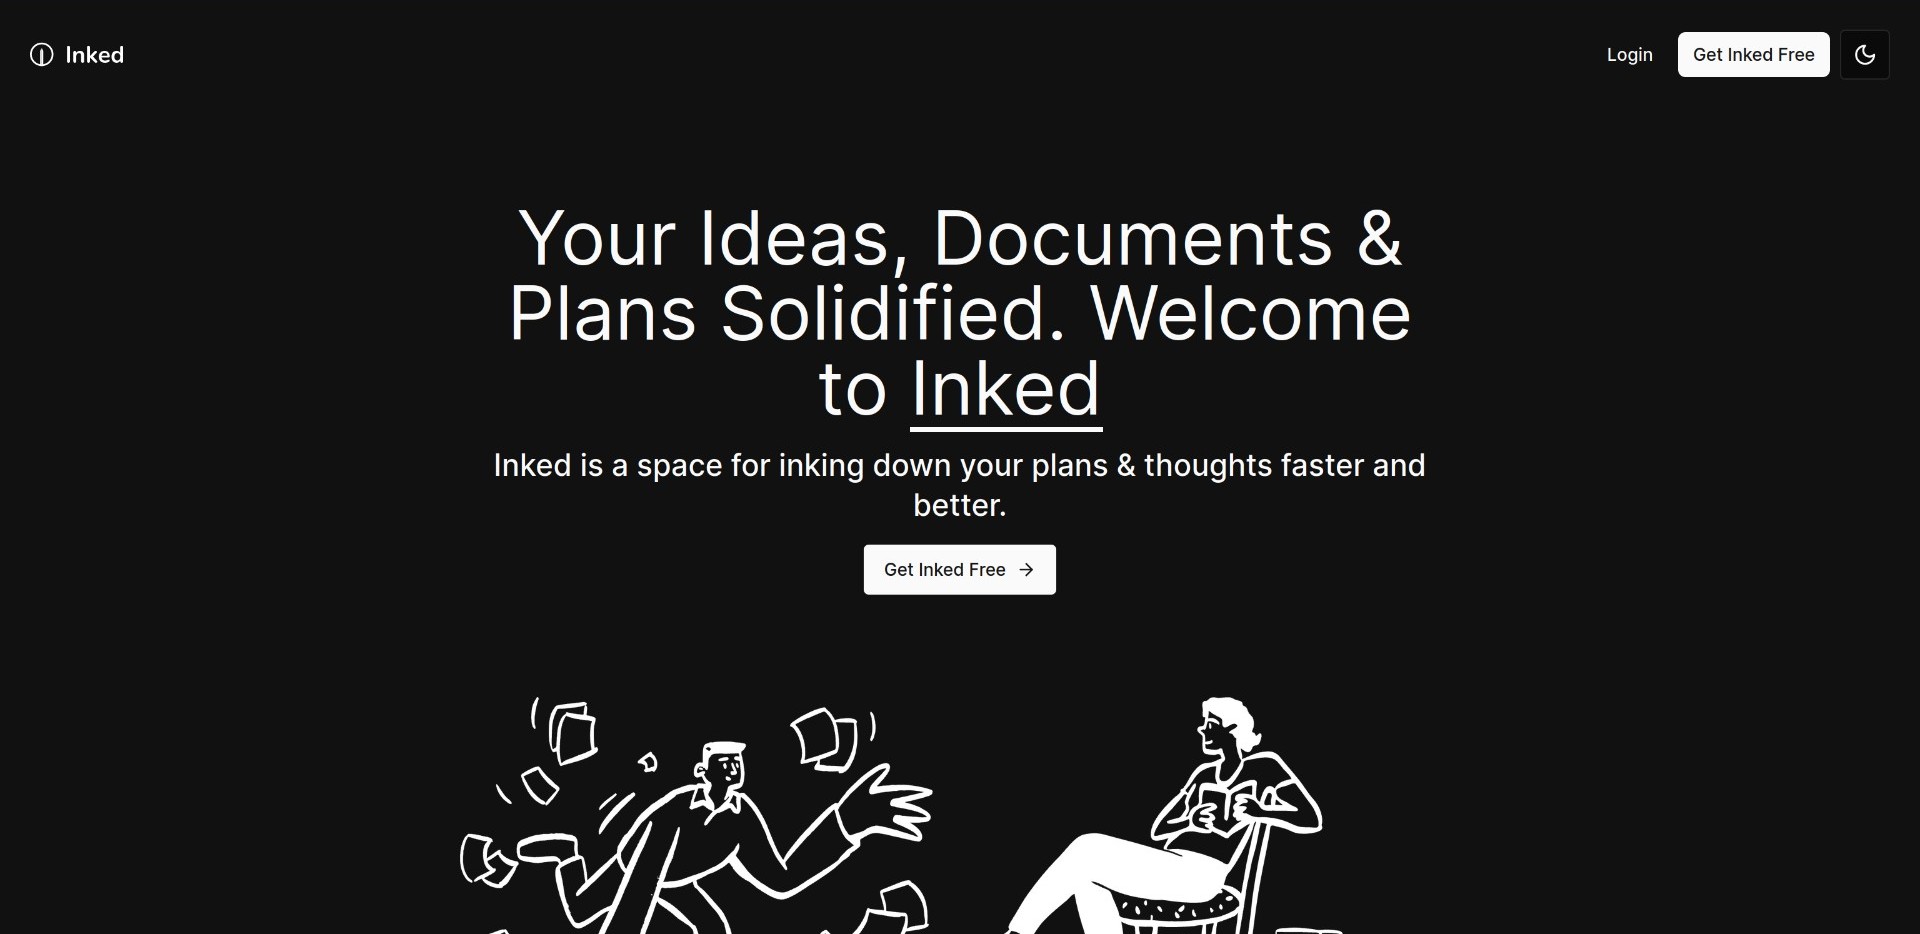 Inked
Login
Get Inked Free
Your Ideas, Documents &
Plans Solidified. Welcome
to Inked
Inked is a space for inking down your plans & thoughts faster and
better.
Get Inked Free